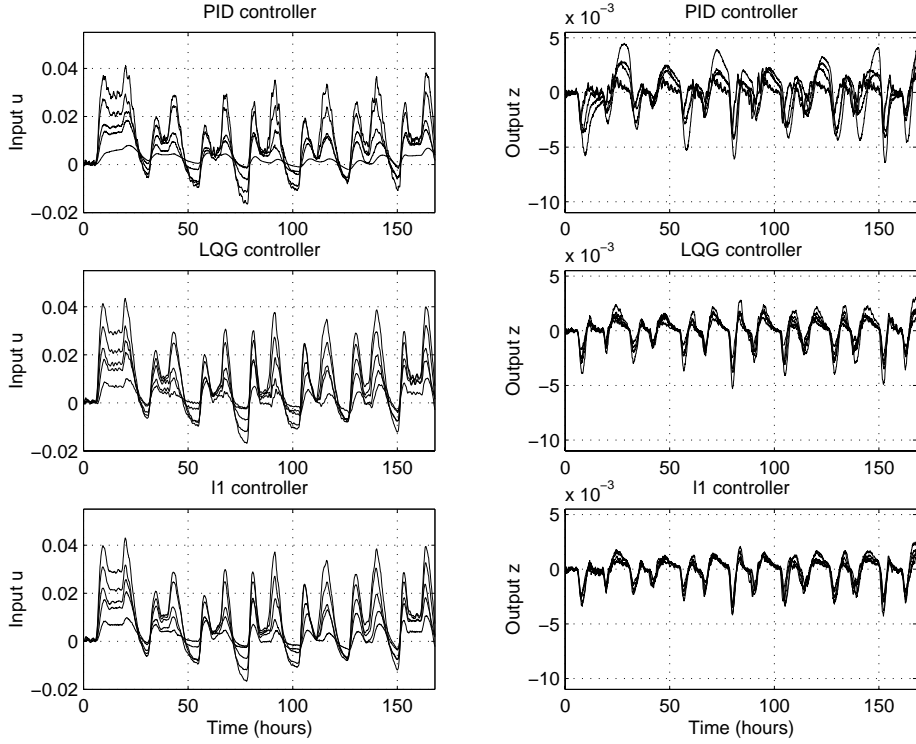 PID controller
Input u
0.04
0.02
0
−0.02
0
50
100
150
PID controller
x 10⁻³
Output z
5
0
−5
−10
0
50
100
150
LQG controller
Input u
0.04
0.02
0
−0.02
0
50
100
150
LQG controller
x 10⁻³
Output z
5
0
−5
−10
0
50
100
150
l1 controller
Input u
0.04
0.02
0
−0.02
0
50
100
150
Time (hours)
l1 controller
x 10⁻³
Output z
5
0
−5
−10
0
50
100
150
Time (hours)